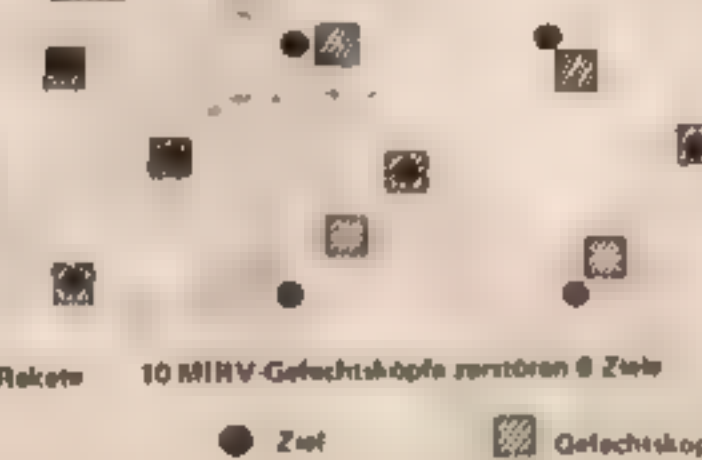 Rakete 10 MIRV-Gefechtsköpfe zerstören 8 Ziele
Ziel Gefechtskop